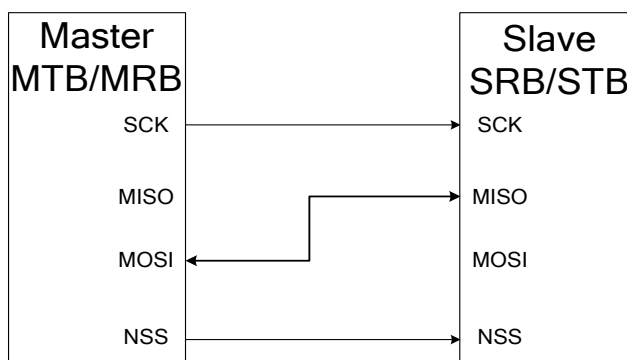 Master
MTB/MRB
SCK
MISO
MOSI
NSS
Slave
SRB/STB
SCK
MISO
MOSI
NSS